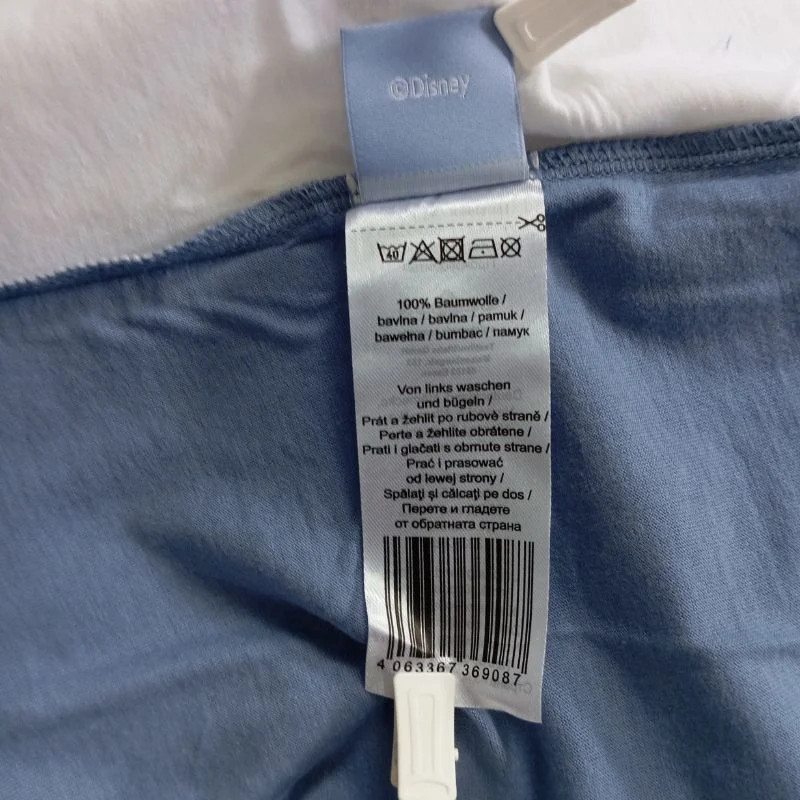 ©Disney
40
100% Baumwolle /
bavlna / bavlna / pamuk /
bawełna / bumbac / памук
Von links waschen
und bügeln /
Prát a žehlit po rubově straně /
Perte a žehlite obrátene /
Prati i glačati s obrnute strane /
Prać i prasować
od lewej strony /
Spălați și călcați pe dos /
Перете и гладете
от обратната страна
4 063367 369087